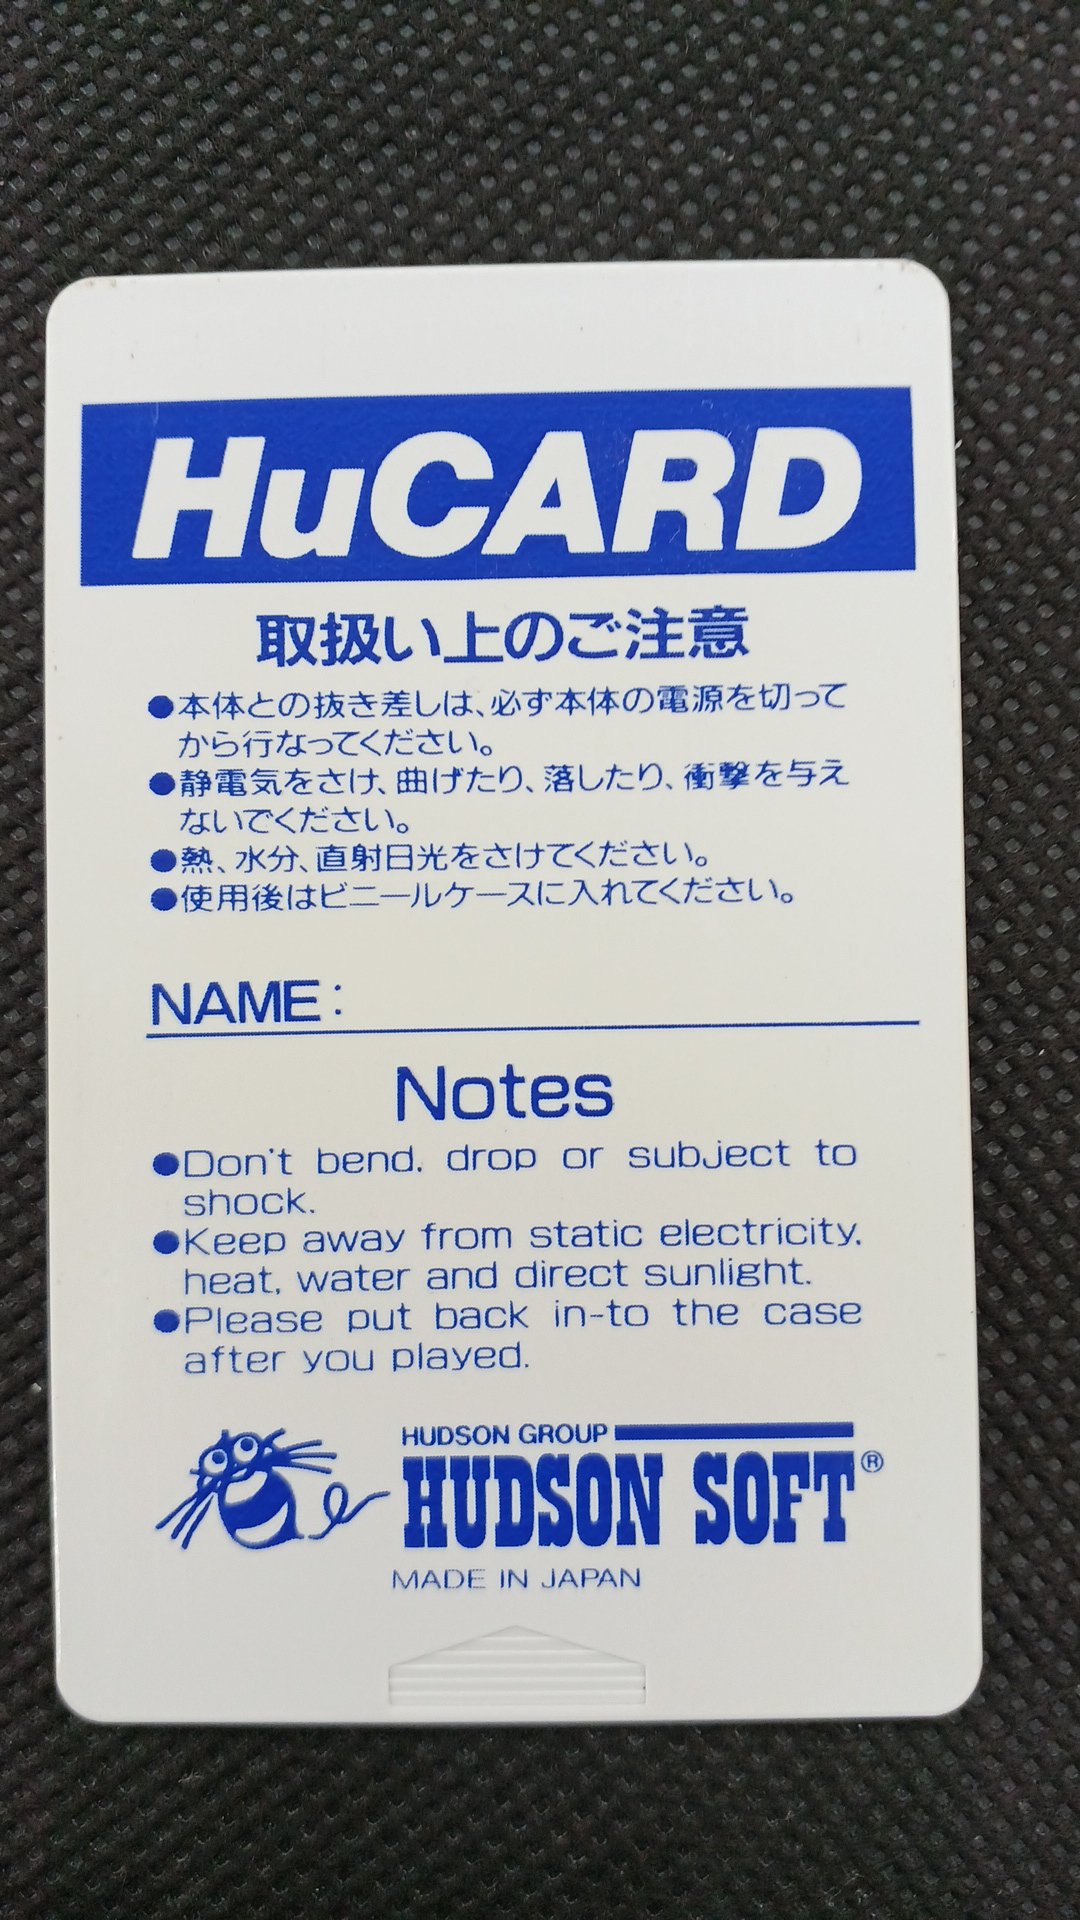 HuCARD
取扱い上のご注意
●本体との抜き差しは、必ず本体の電源を切って
から行なってください。
●静電気をさけ、曲げたり、落したり、衝撃を与え
ないでください。
●熱、水分、直射日光をさけてください。
●使用後はビニールケースに入れてください。
NAME:
Notes
●Don't bend. drop or subject to
shock.
●Keep away from static electricity.
heat, water and direct sunlight.
●Please put back in-to the case
after you played.
HUDSON GROUP
HUDSON SOFT®
MADE IN JAPAN